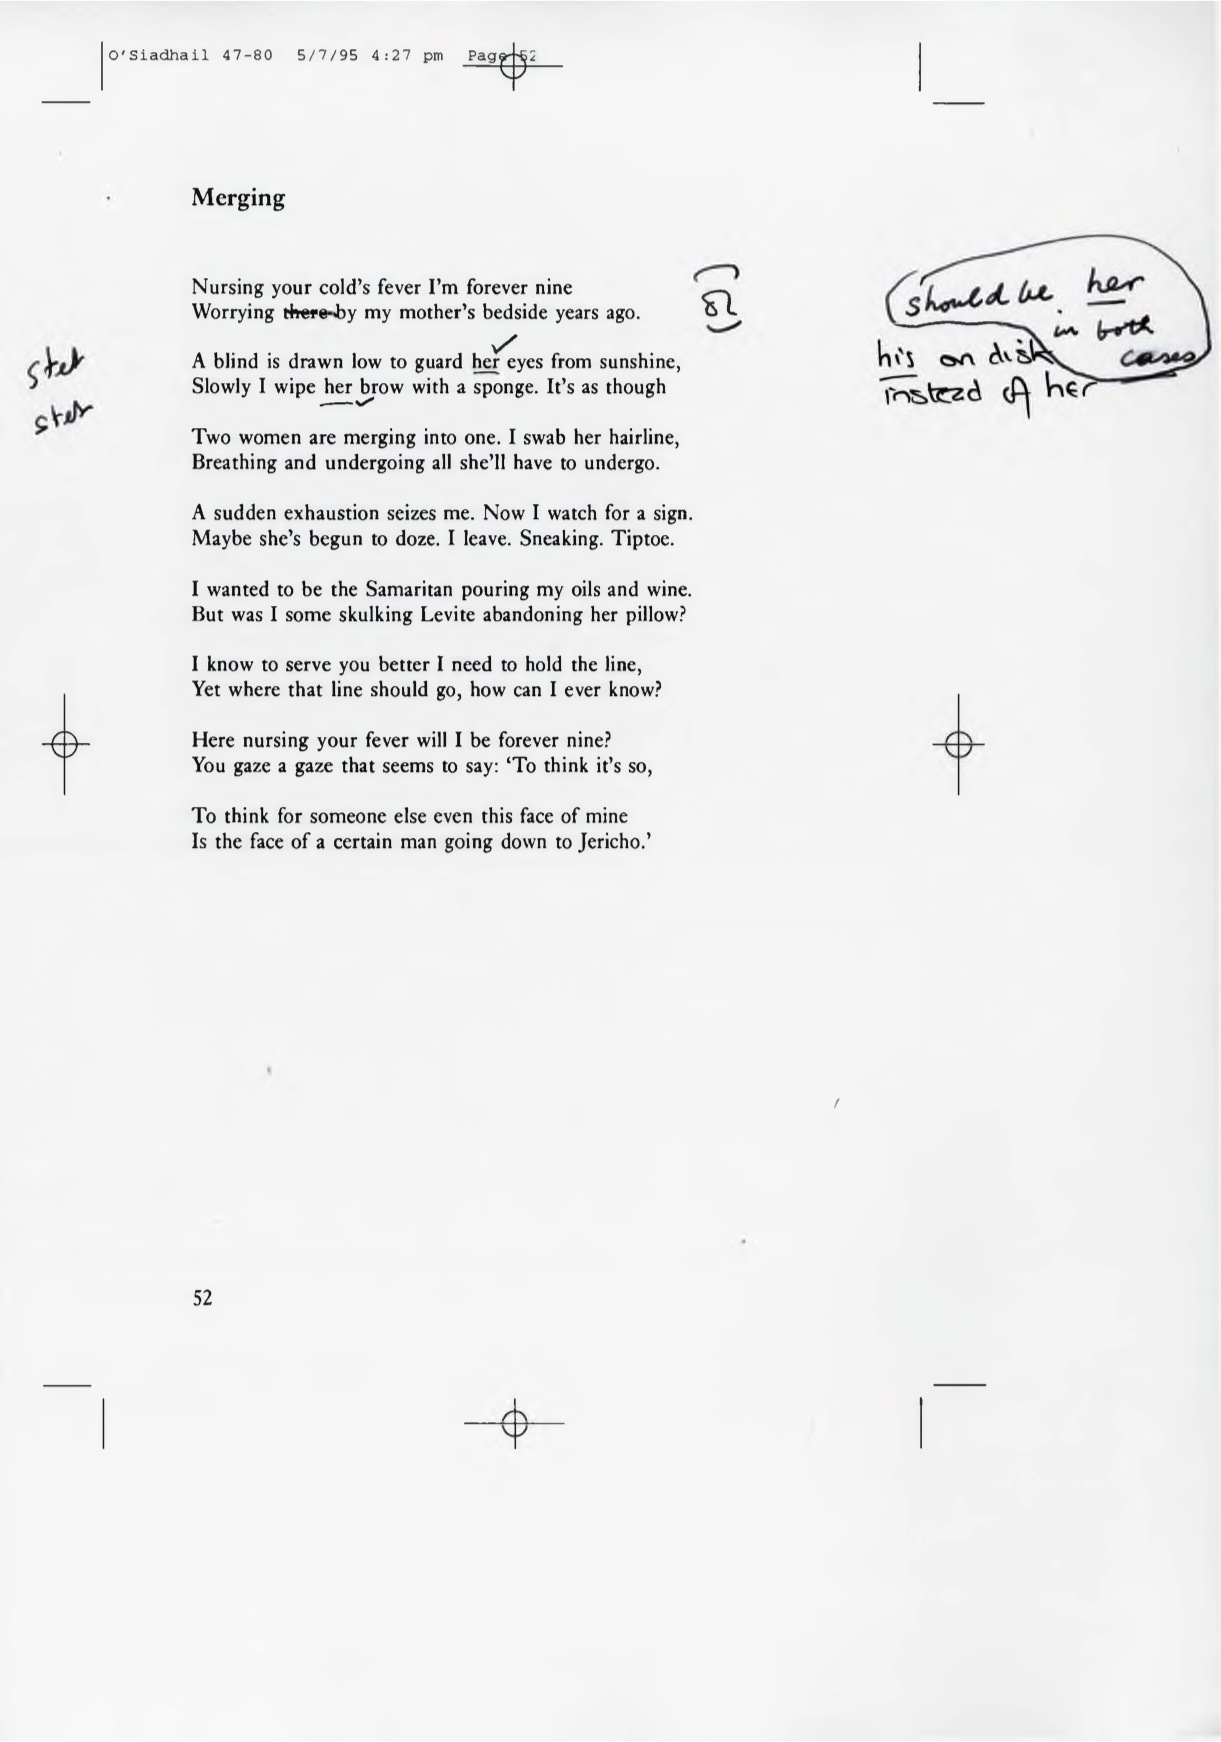 O'Siadhail 47-80 5/7/95 4:27 pm Page 52
Merging
Nursing your cold's fever I'm forever nine
Worrying there by my mother's bedside years ago.
A blind is drawn low to guard her eyes from sunshine,
Slowly I wipe her brow with a sponge. It's as though
Two women are merging into one. I swab her hairline,
Breathing and undergoing all she'll have to undergo.
A sudden exhaustion seizes me. Now I watch for a sign.
Maybe she's begun to doze. I leave. Sneaking. Tiptoe.
I wanted to be the Samaritan pouring my oils and wine.
But was I some skulking Levite abandoning her pillow?
I know to serve you better I need to hold the line,
Yet where that line should go, how can I ever know?
Here nursing your fever will I be forever nine?
You gaze a gaze that seems to say: ‘To think it's so,
To think for someone else even this face of mine
Is the face of a certain man going down to Jericho.’
stet
stet
should be her
in both
cases
his on disk
instead of her
52